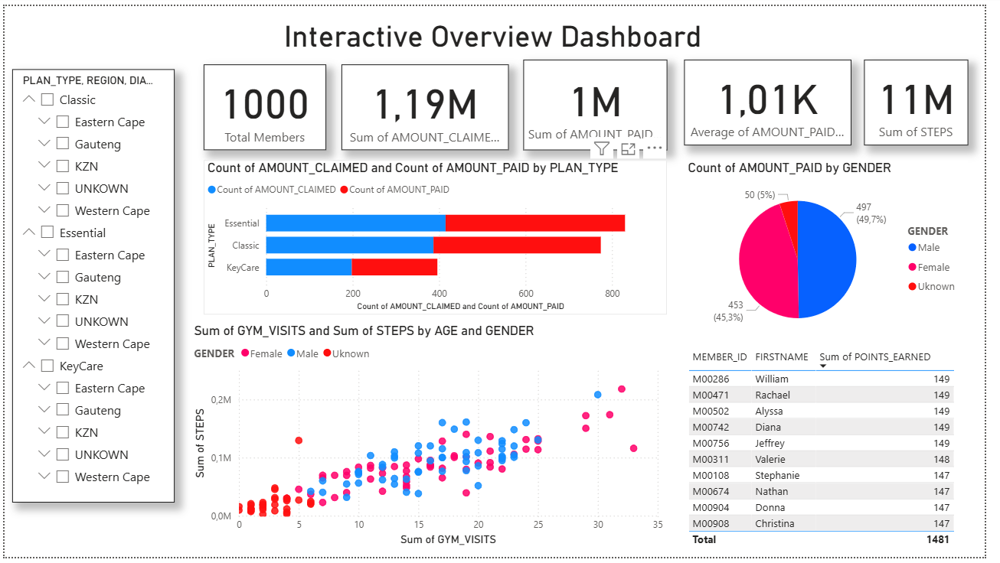 Interactive Overview Dashboard
PLAN_TYPE, REGION, DIA...
Classic
Eastern Cape
Gauteng
KZN
UNKOWN
Western Cape
Essential
Eastern Cape
Gauteng
KZN
UNKOWN
Western Cape
KeyCare
Eastern Cape
Gauteng
KZN
UNKOWN
Western Cape
1000
Total Members
1,19M
Sum of AMOUNT_CLAIME...
1M
Sum of AMOUNT_PAID
1,01K
Average of AMOUNT_PAID...
11M
Sum of STEPS
Count of AMOUNT_CLAIMED and Count of AMOUNT_PAID by PLAN_TYPE
Count of AMOUNT_CLAIMED Count of AMOUNT_PAID
PLAN_TYPE
Essential
Classic
KeyCare
0 200 400 600 800
Count of AMOUNT_CLAIMED and Count of AMOUNT_PAID
Count of AMOUNT_PAID by GENDER
50 (5%)
497
(49,7%)
453
(45,3%)
GENDER
Male
Female
Uknown
Sum of GYM_VISITS and Sum of STEPS by AGE and GENDER
GENDER Female Male Uknown
Sum of STEPS
0,2M
0,1M
0,0M
0 5 10 15 20 25 30 35
Sum of GYM_VISITS
MEMBER_ID FIRSTNAME Sum of POINTS_EARNED
M00286 William 149
M00471 Rachael 149
M00502 Alyssa 149
M00742 Diana 149
M00756 Jeffrey 149
M00311 Valerie 148
M00108 Stephanie 147
M00674 Nathan 147
M00904 Donna 147
M00908 Christina 147
Total 1481